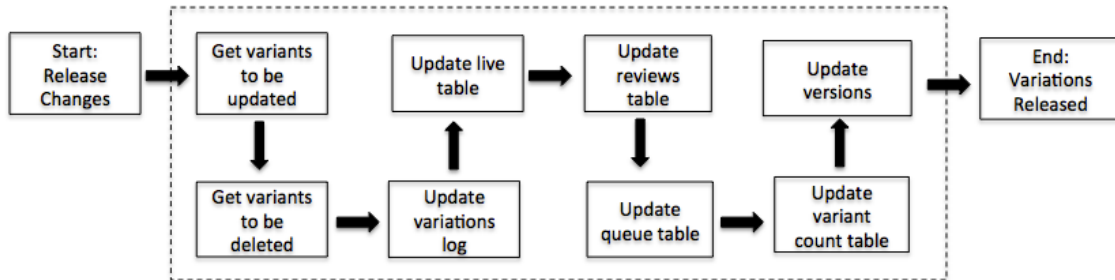 Start:
Release
Changes
Get variants
to be
updated
Get variants
to be
deleted
Update
variations
log
Update live
table
Update
reviews
table
Update
queue table
Update
variant
count table
Update
versions
End:
Variations
Released